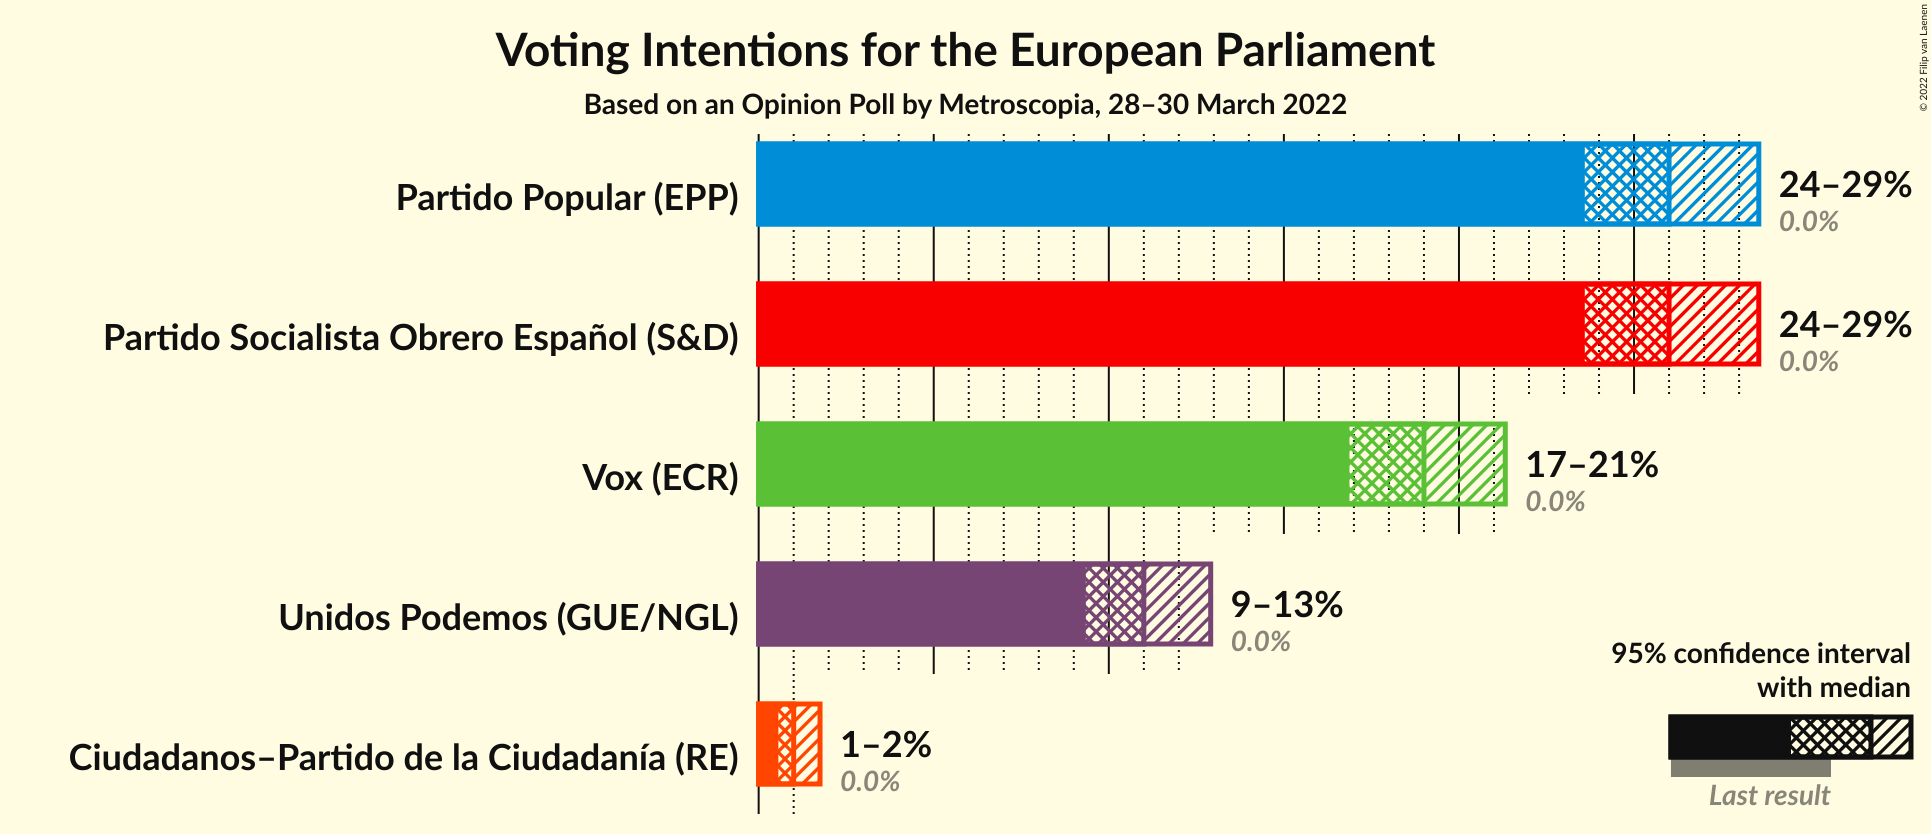 Voting Intentions for the European Parliament
Based on an Opinion Poll by Metroscopia, 28–30 March 2022
© 2022 Filip van Laenen
Partido Popular (EPP)
24–29%
0.0%
Partido Socialista Obrero Español (S&D)
24–29%
0.0%
Vox (ECR)
17–21%
0.0%
Unidos Podemos (GUE/NGL)
9–13%
0.0%
Ciudadanos–Partido de la Ciudadanía (RE)
1–2%
0.0%
95% confidence interval
with median
Last result